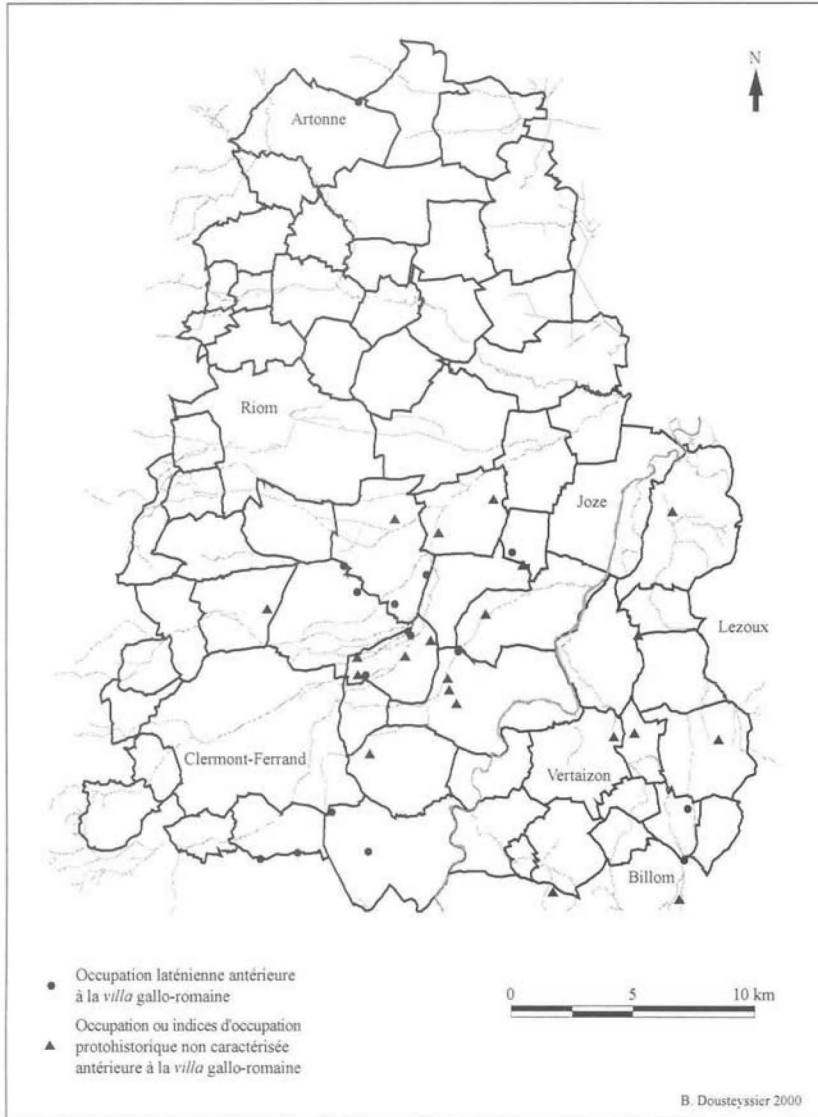 N
Artonne
Riom
Joze
Lezoux
Clermont-Ferrand
Vertaizon
Billom
Occupation laténienne antérieure
à la villa gallo-romaine
Occupation ou indices d'occupation
protohistorique non caractérisée
antérieure à la villa gallo-romaine
0 5 10 km
B. Dousteyssier 2000